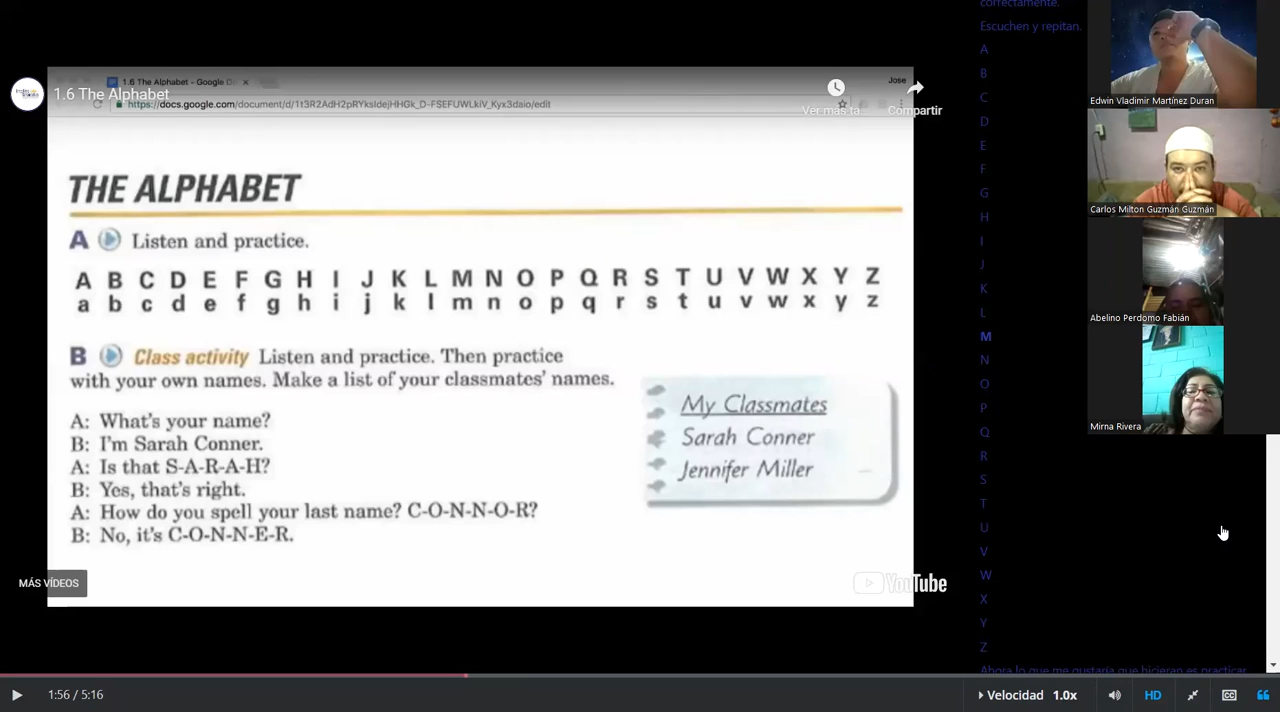 1.6 The Alphabet - Google D
Jose
1.6 The Alphabet
https://docs.google.com/document/d/1t3R2AdH2pRYksIdejHHGk_D-FSEFUWLkiV_Kyx3daio/edit
Ver más ta...
Compartir
THE ALPHABET
A Listen and practice.
A B C D E F G H I J K L M N O P Q R S T U V W X Y Z
a b c d e f g h i j k l m n o p q r s t u v w x y z
B Class activity Listen and practice. Then practice
with your own names. Make a list of your classmates' names.
A: What's your name?
B: I'm Sarah Conner.
A: Is that S-A-R-A-H?
B: Yes, that's right.
A: How do you spell your last name? C-O-N-N-O-R?
B: No, it's C-O-N-N-E-R.
My Classmates
Sarah Conner
Jennifer Miller
MÁS VÍDEOS
YouTube
correctamente.
Escuchen y repitan.
A
B
C
D
E
F
G
H
I
J
K
L
M
N
O
P
Q
R
S
T
U
V
W
X
Y
Z
Ahora lo que me gustaría que hicieran es practicar
Edwin Vladimir Martínez Duran
Carlos Milton Guzmán Guzmán
Abelino Perdomo Fabián
Mirna Rivera
1:56 / 5:16
Velocidad 1.0x
HD
CC